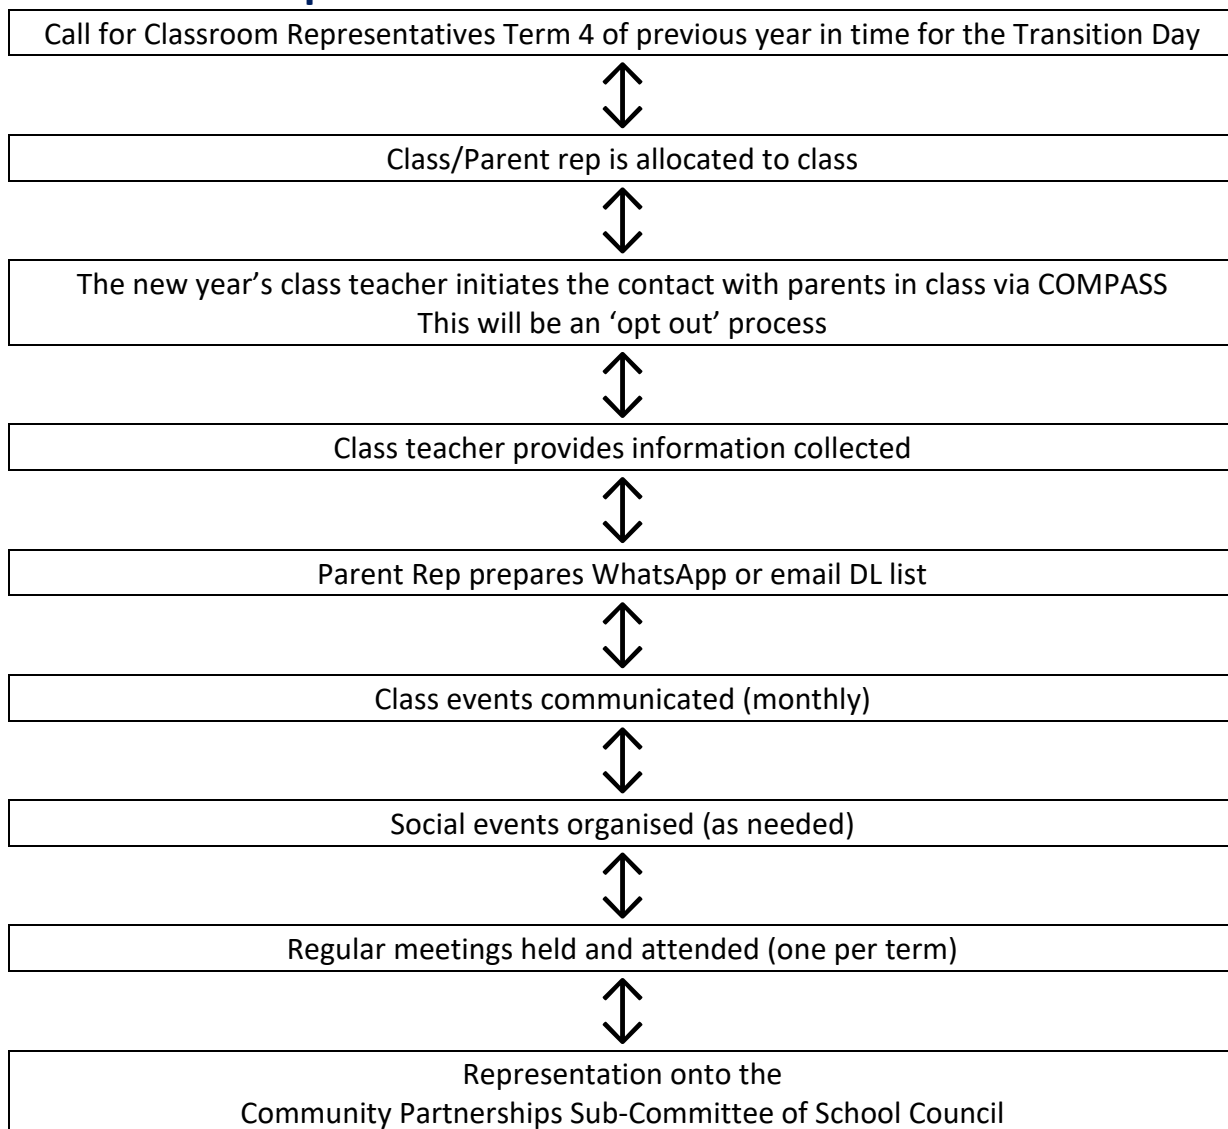 Call for Classroom Representatives Term 4 of previous year in time for the Transition Day
Class/Parent rep is allocated to class
The new year’s class teacher initiates the contact with parents in class via COMPASS
This will be an ‘opt out’ process
Class teacher provides information collected
Parent Rep prepares WhatsApp or email DL list
Class events communicated (monthly)
Social events organised (as needed)
Regular meetings held and attended (one per term)
Representation onto the
Community Partnerships Sub-Committee of School Council